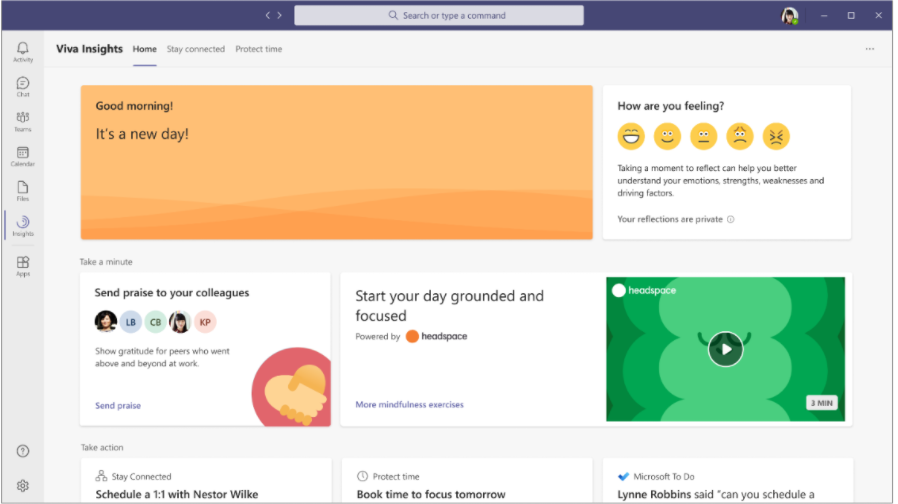 Search or type a command
Viva Insights Home Stay connected Protect time
Activity
Chat
Teams
Calendar
Files
Insights
Apps
Good morning!
It's a new day!
How are you feeling?
Taking a moment to reflect can help you better
understand your emotions, strengths, weaknesses and
driving factors.
Your reflections are private
Take a minute
Send praise to your colleagues
LB CB KP
Show gratitude for peers who went
above and beyond at work.
Send praise
Start your day grounded and
focused
Powered by headspace
More mindfulness exercises
headspace
3 MIN
Take action
Stay Connected
Schedule a 1:1 with Nestor Wilke
Protect time
Book time to focus tomorrow
Microsoft To Do
Lynne Robbins said "can you schedule a